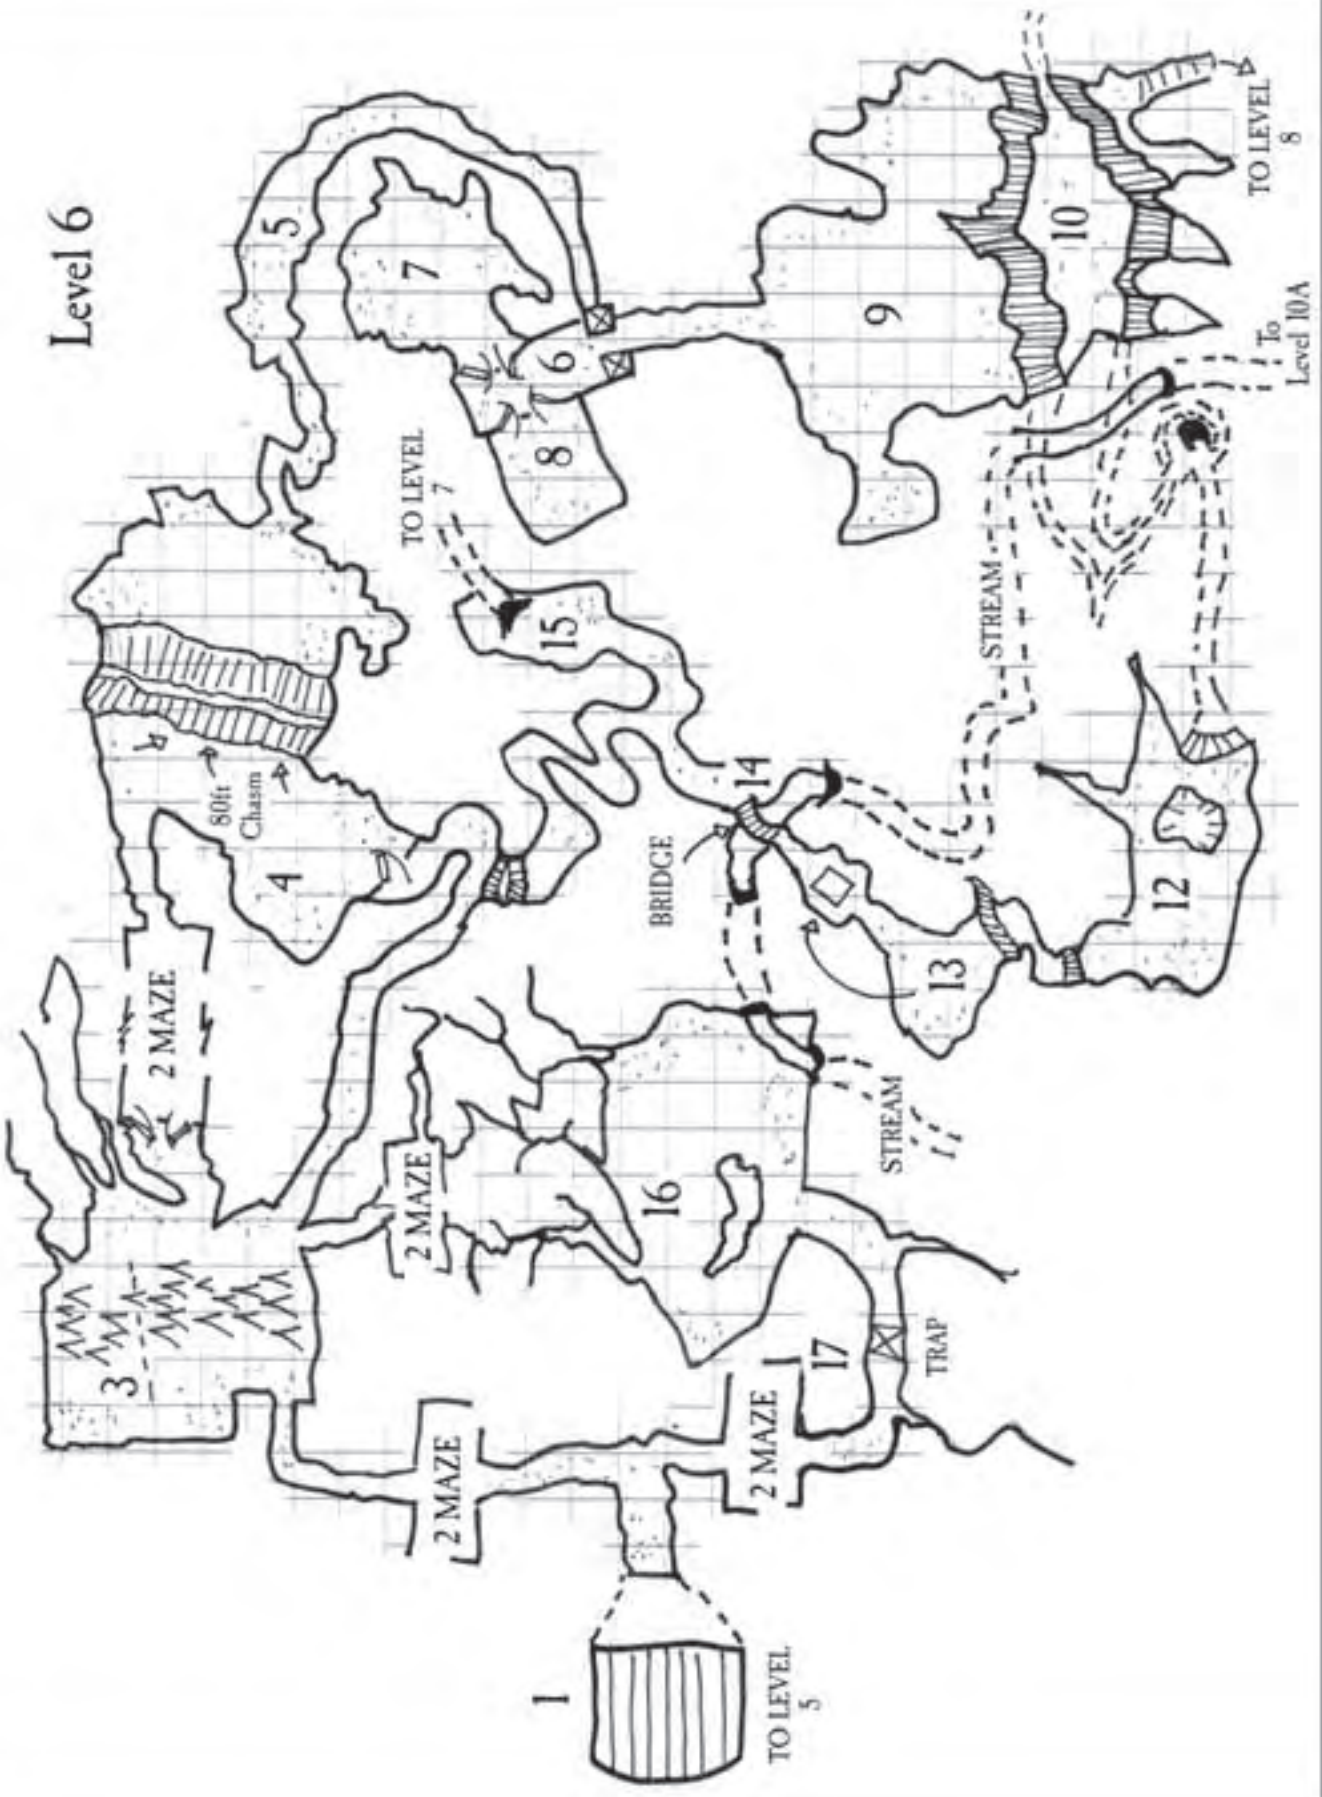 Level 6
5
7
6
8
TO LEVEL
7
15
80ft
Chasm
4
2 MAZE
3
2 MAZE
2 MAZE
2 MAZE
1
TO LEVEL
5
17
TRAP
16
STREAM
BRIDGE
14
13
12
STREAM
9
10
TO LEVEL
8
To
Level 10A